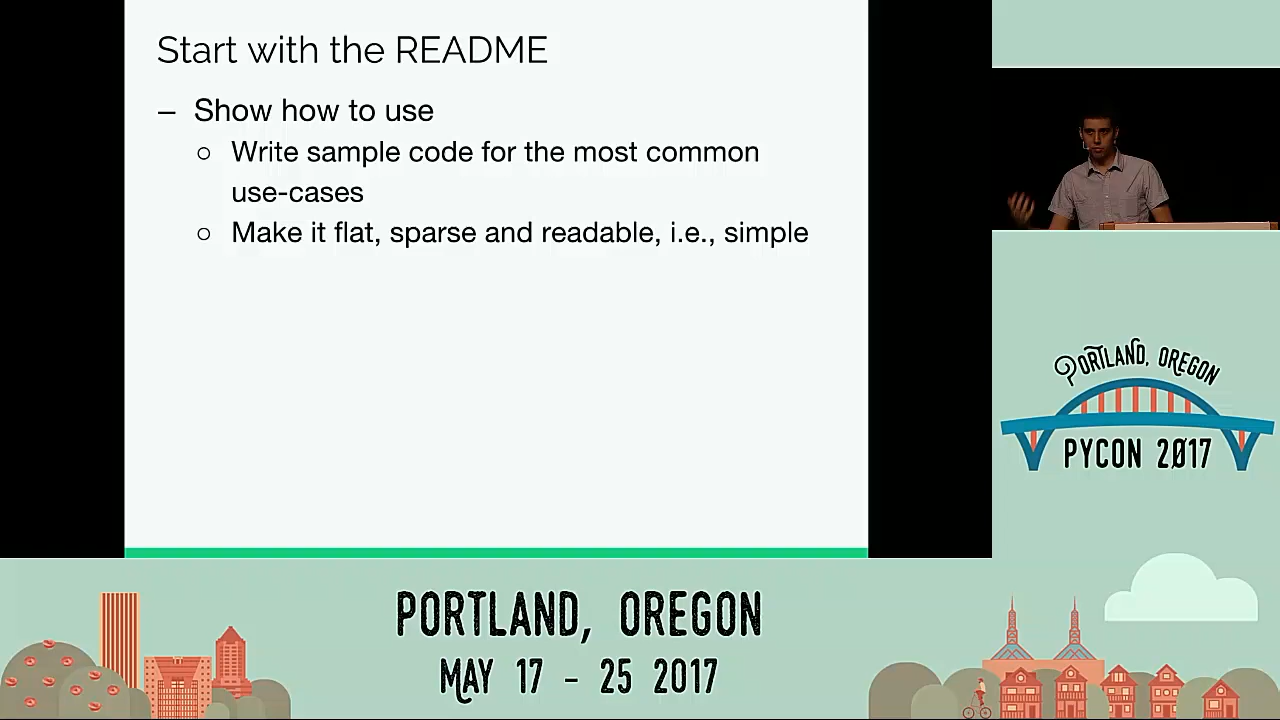 Start with the README
– Show how to use
○ Write sample code for the most common
use-cases
○ Make it flat, sparse and readable, i.e., simple
PORTLAND, OREGON
PYCON 2017
PORTLAND, OREGON
MAY 17 - 25 2017